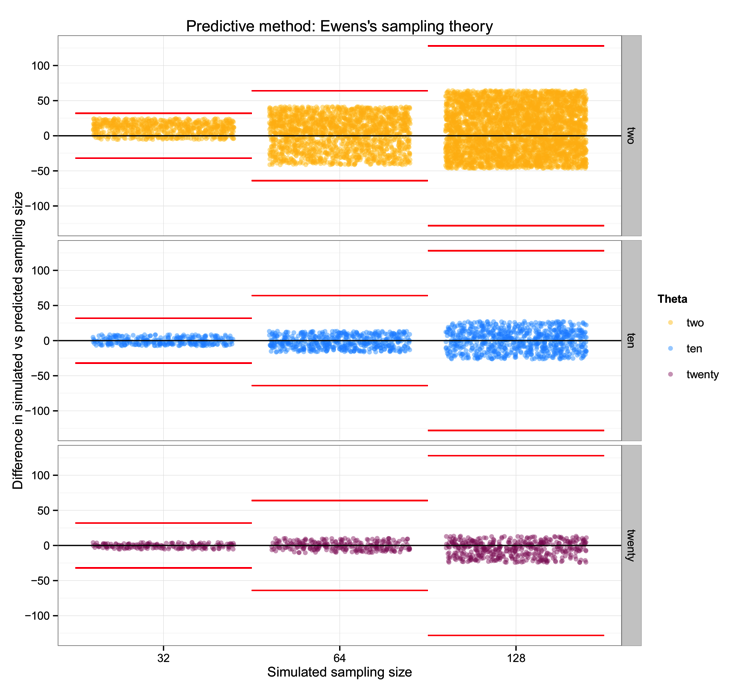 Predictive method: Ewens's sampling theory
Difference in simulated vs predicted sampling size
100
50
0
−50
−100
two
100
50
0
−50
−100
ten
100
50
0
−50
−100
twenty
32
64
128
Simulated sampling size
Theta
two
ten
twenty